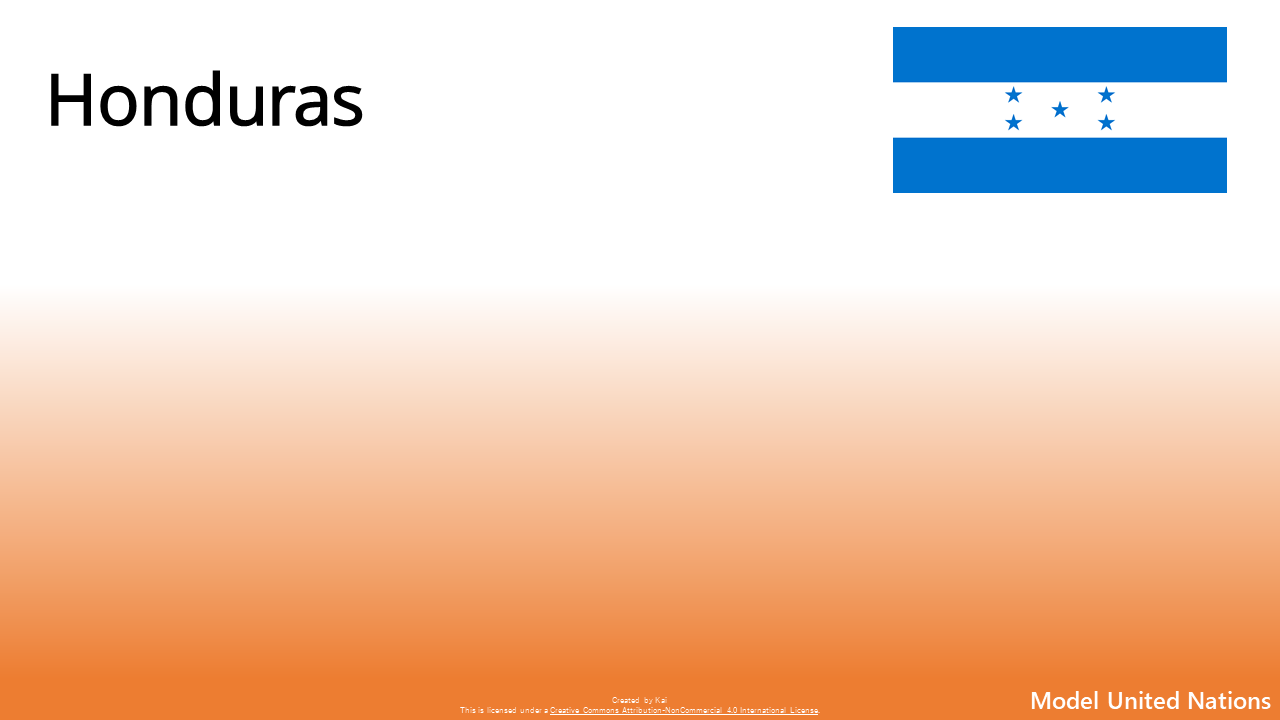 Honduras
Created by Kai
This is licensed under a Creative Commons Attribution-NonCommercial 4.0 International License.
Model United Nations